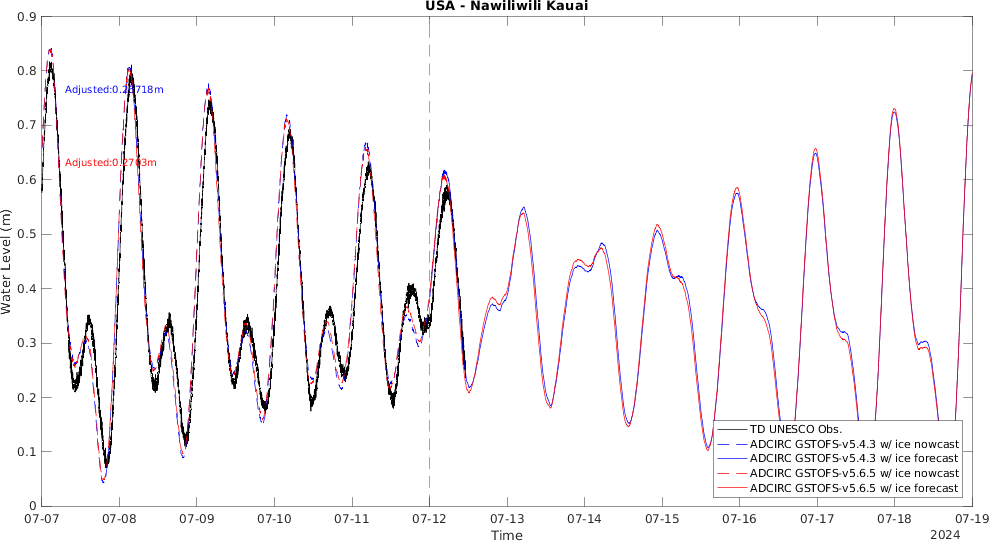 USA - Nawiliwili Kauai
0.9
0.8
0.7
0.6
0.5
0.4
0.3
0.2
0.1
0
Water Level (m)
Adjusted:0.26718m
Adjusted:0.2703m
TD UNESCO Obs.
ADCIRC GSTOFS-v5.4.3 w/ ice nowcast
ADCIRC GSTOFS-v5.4.3 w/ ice forecast
ADCIRC GSTOFS-v5.6.5 w/ ice nowcast
ADCIRC GSTOFS-v5.6.5 w/ ice forecast
07-07 07-08 07-09 07-10 07-11 07-12 07-13 07-14 07-15 07-16 07-17 07-18 07-19
Time
2024